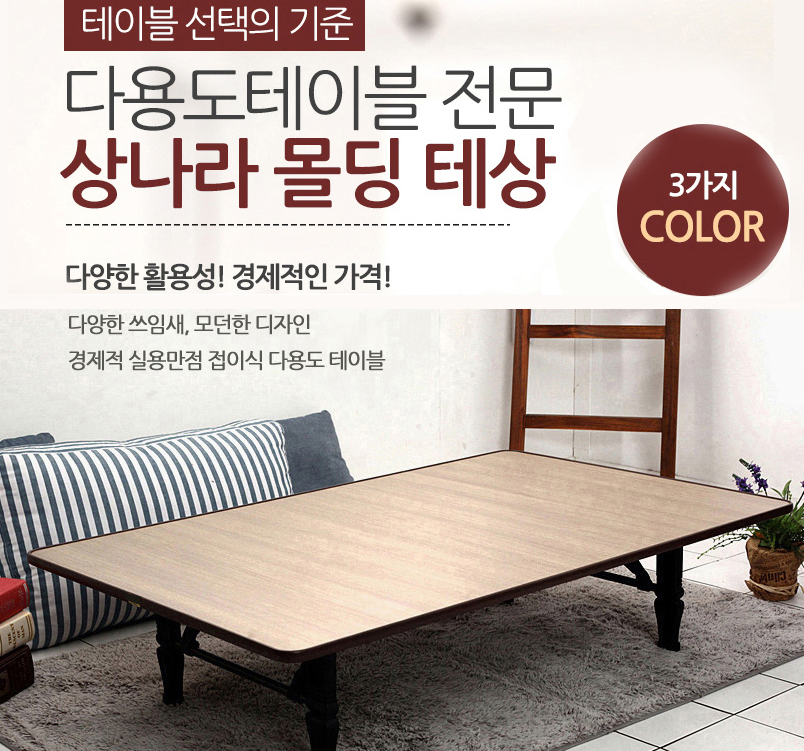 테이블 선택의 기준
다용도테이블 전문
상나라 몰딩 테상
3가지
COLOR
다양한 활용성! 경제적인 가격!
다양한 쓰임새, 모던한 디자인
경제적 실용만점 접이식 다용도 테이블